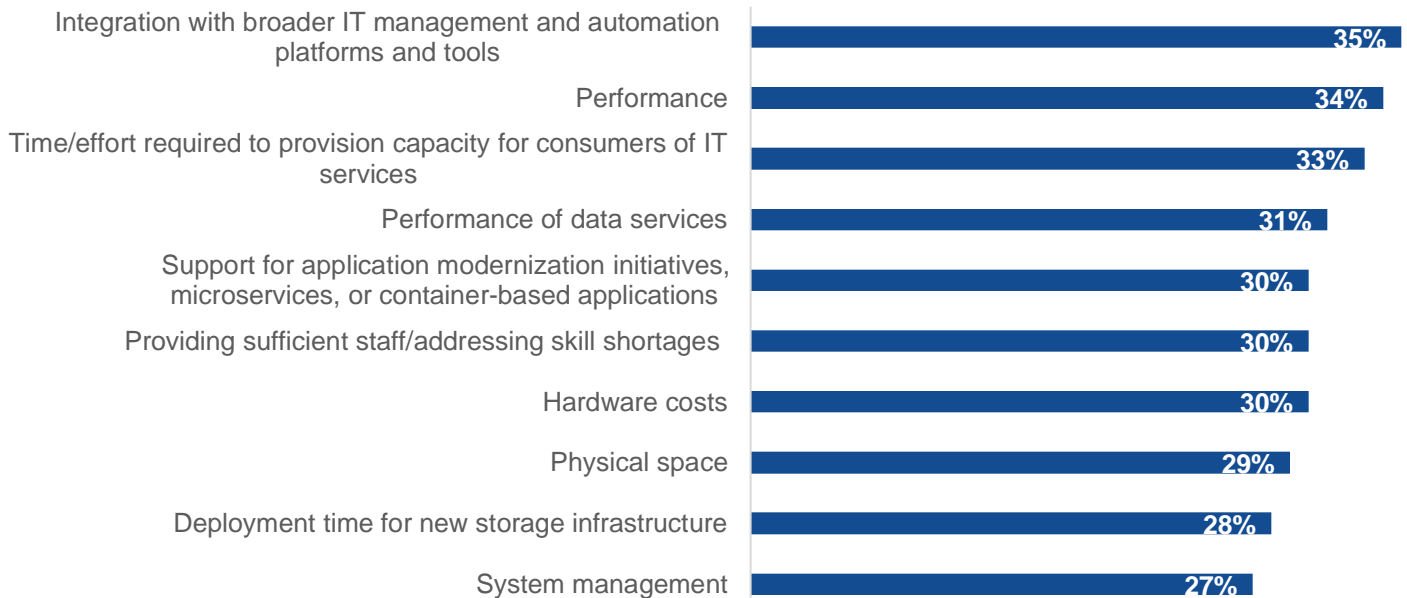 Integration with broader IT management and automation
platforms and tools
35%
Performance
34%
Time/effort required to provision capacity for consumers of IT
services
33%
Performance of data services
31%
Support for application modernization initiatives,
microservices, or container-based applications
30%
Providing sufficient staff/addressing skill shortages
30%
Hardware costs
30%
Physical space
29%
Deployment time for new storage infrastructure
28%
System management
27%